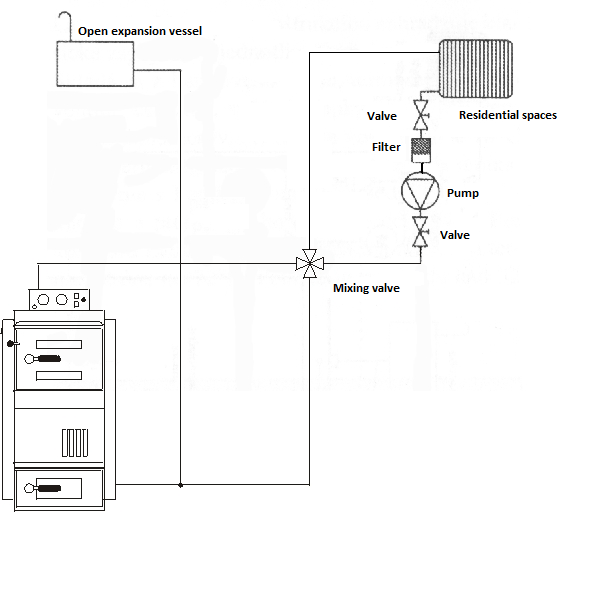 Open expansion vessel
Valve
Residential spaces
Filter
Pump
Valve
Mixing valve